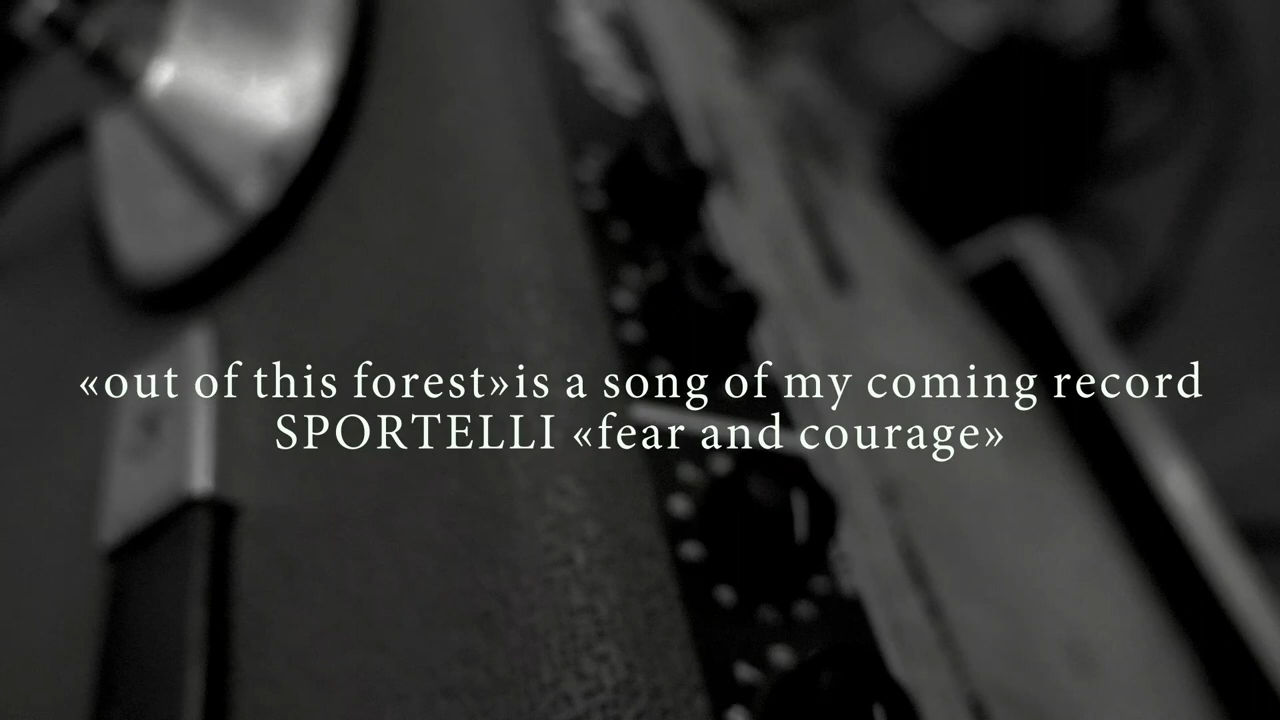 «out of this forest»is a song of my coming record
SPORTELLI «fear and courage»